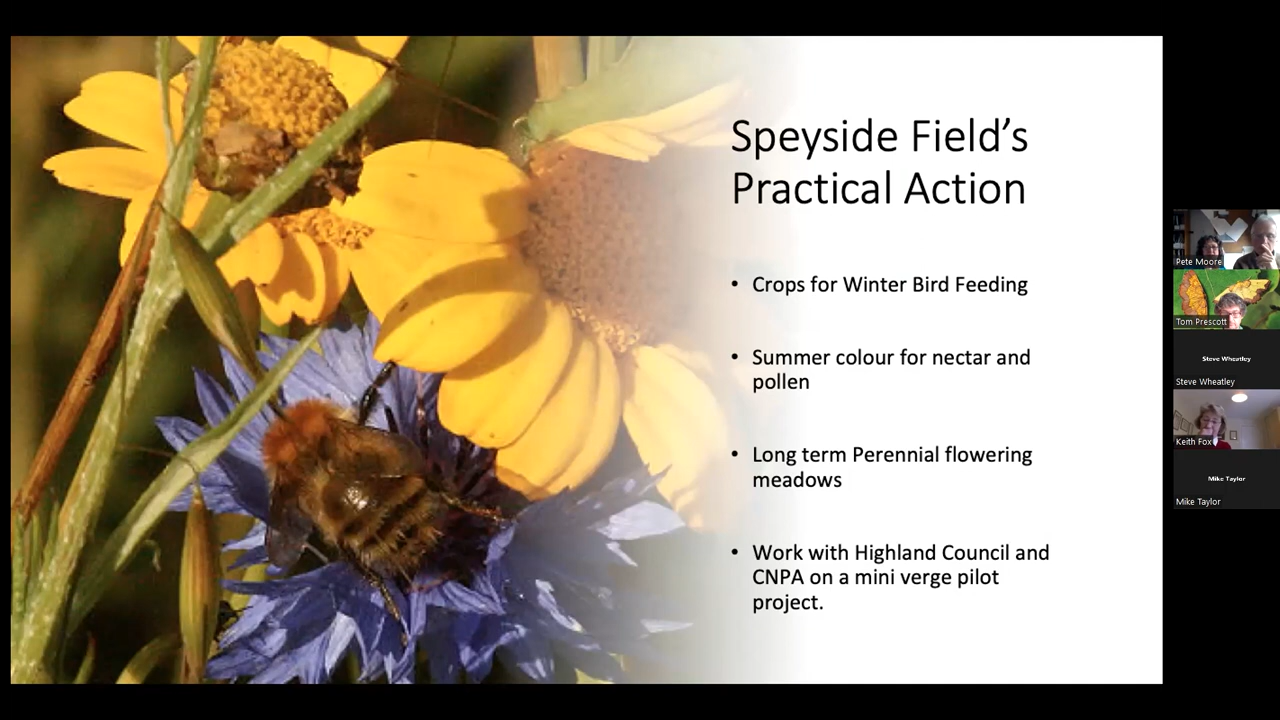 Speyside Field’s
Practical Action
• Crops for Winter Bird Feeding
• Summer colour for nectar and
pollen
• Long term Perennial flowering
meadows
• Work with Highland Council and
CNPA on a mini verge pilot
project.
Pete Moore
Tom Prescott
Steve Wheatley
Steve Wheatley
Keith Fox
Mike Taylor
Mike Taylor